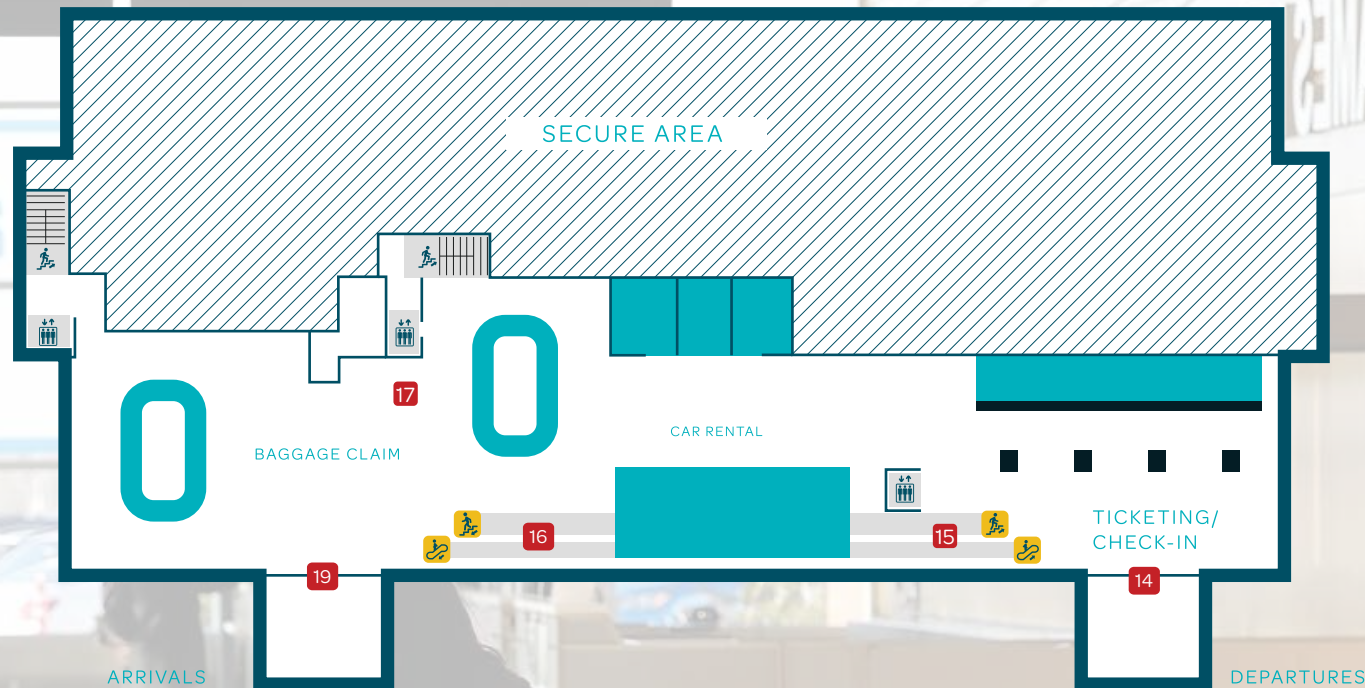 SECURE AREA
17
CAR RENTAL
BAGGAGE CLAIM
TICKETING/
CHECK-IN
16
15
19
14
ARRIVALS
DEPARTURES